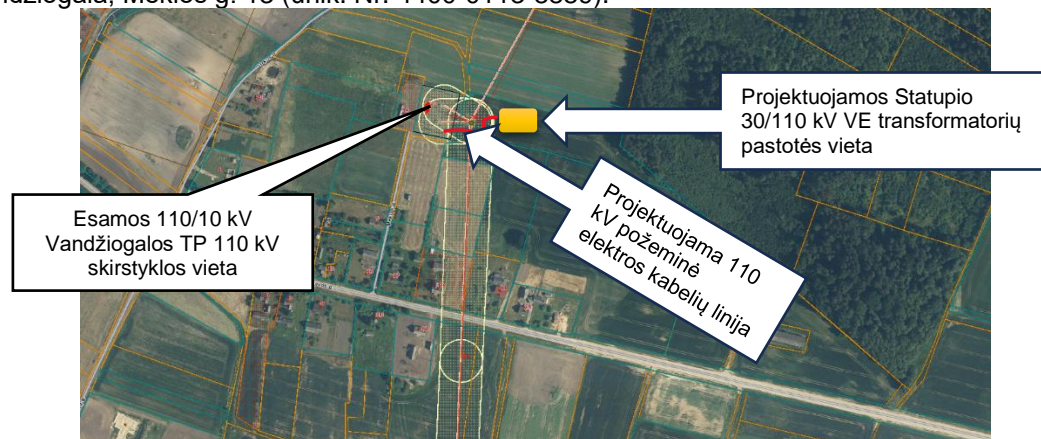 Projektuojamos Statupio
30/110 kV VE transformatorių
pastotės vieta
Esamos 110/10 kV
Vandžiogalos TP 110 kV
skirstyklos vieta
Projektuojama 110
kV požeminė
elektros kabelių linija